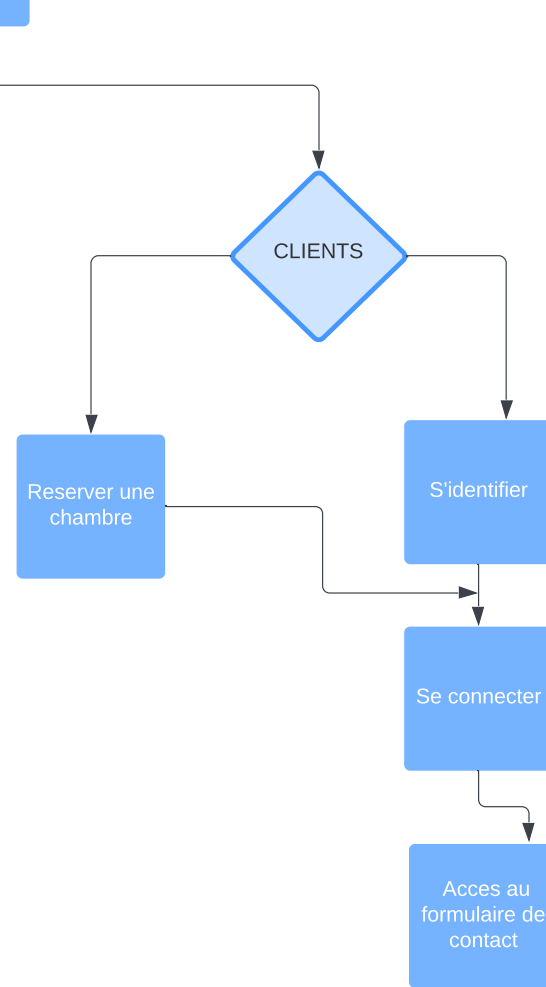 CLIENTS
Reserver une
chambre
S'identifier
Se connecter
Acces au
formulaire de
contact